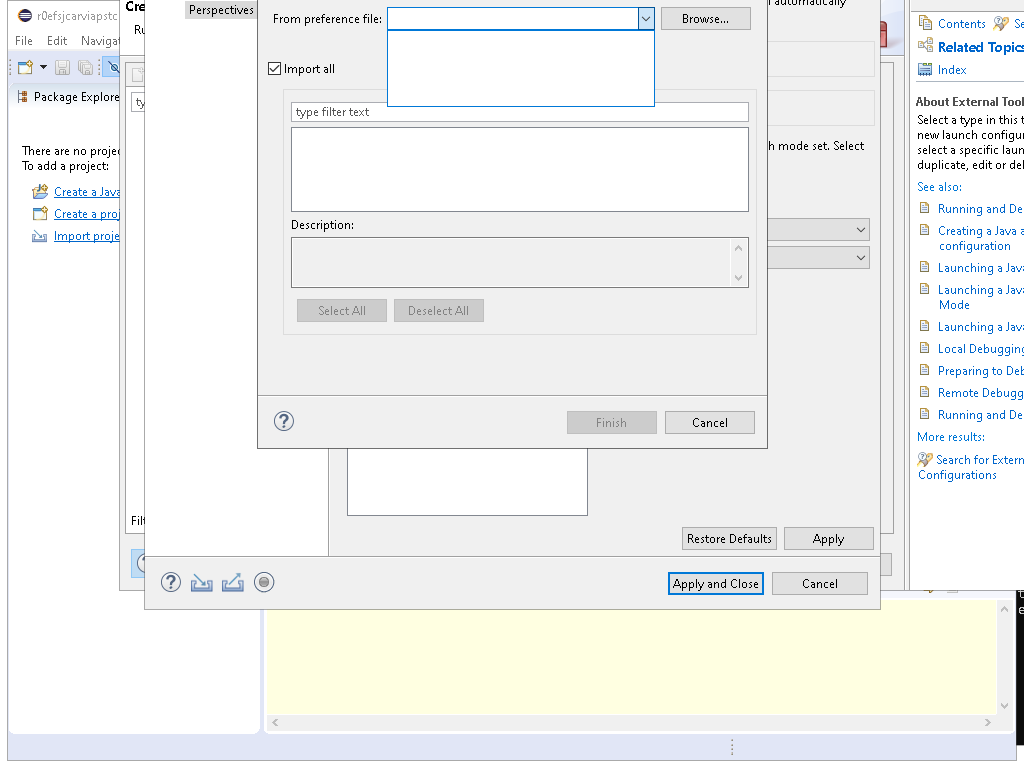 r0efsjcarviapstc
File
Edit
Package Explore
There are no proje
To add a project:
Create a Java
Create a proj
Import proje
Cre
Ru
ty
Filt
Perspectives
From preference file:
Browse...
Import all
type filter text
Description:
Select All
Deselect All
Finish
Cancel
automatically
h mode set. Select
Restore Defaults
Apply
Apply and Close
Cancel
Contents
Se
Related Topics
Index
About External Tool
Select a type in this t
new launch configur
select a specific laun
duplicate, edit or del
See also:
Running and De
Creating a Java a
configuration
Launching a Java
Launching a Java
Mode
Launching a Java
Local Debugging
Preparing to Deb
Remote Debugg
Running and De
More results:
Search for Extern
Configurations